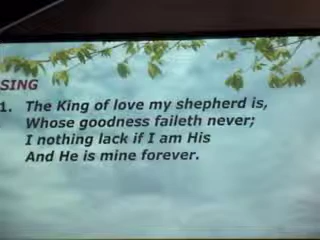 SING
1. The King of love my shepherd is,
Whose goodness faileth never;
I nothing lack if I am His
And He is mine forever.